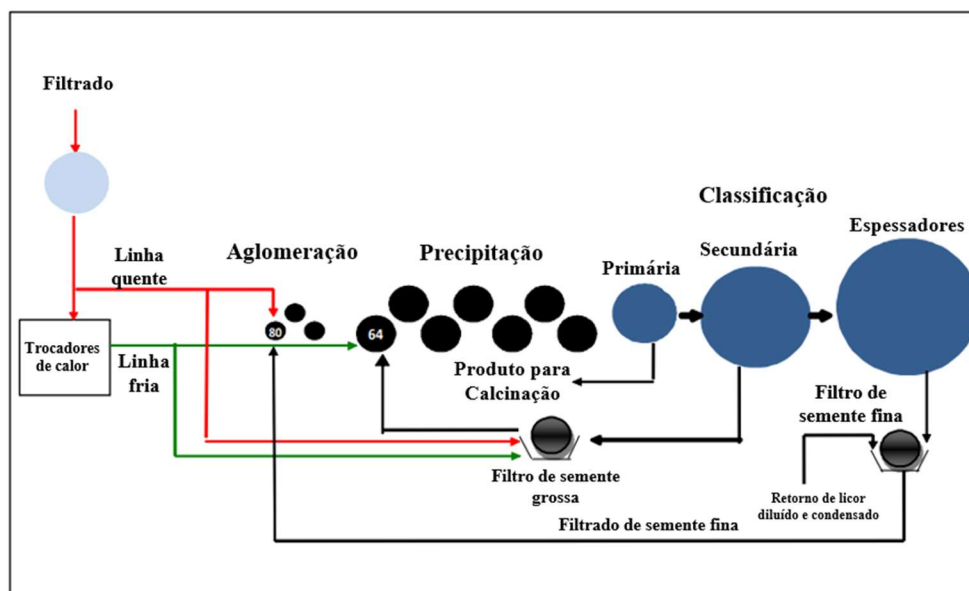 Filtrado
Classificação
Espessadores
Aglomeração
Precipitação
Secundária
Primária
Linha
quente
80
64
Trocadores
de calor
Linha
fria
Produto para
Calcinação
Filtro de
semente fina
Filtro de semente
grossa
Retorno de licor
diluído e condensado
Filtrado de semente fina